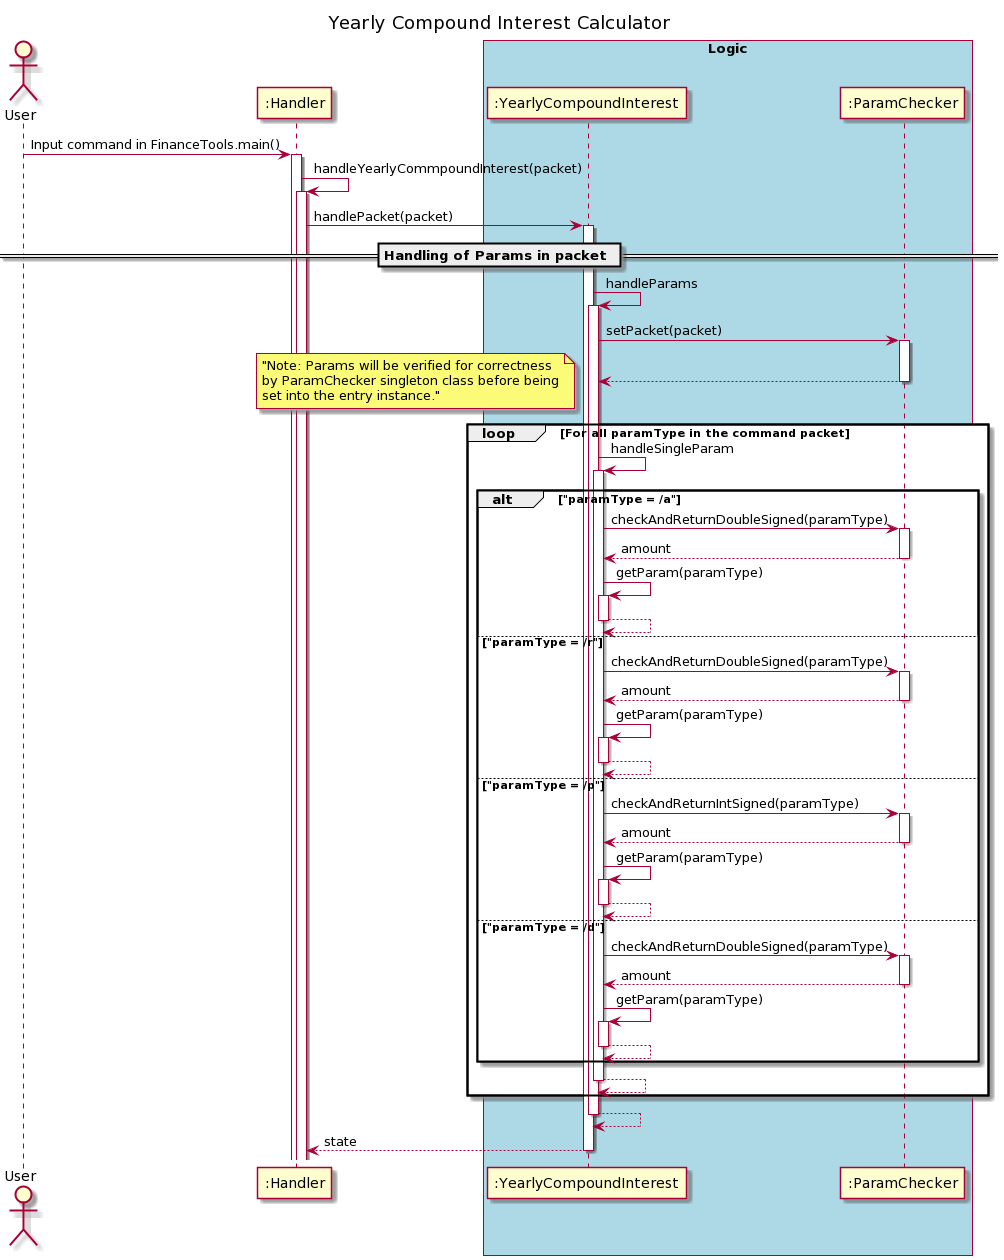 Yearly Compound Interest Calculator
Logic
User
:Handler
:YearlyCompoundInterest
:ParamChecker
Input command in FinanceTools.main()
handleYearlyCommpoundInterest(packet)
handlePacket(packet)
Handling of Params in packet
handleParams
setPacket(packet)
"Note: Params will be verified for correctness
by ParamChecker singleton class before being
set into the entry instance."
loop
[For all paramType in the command packet]
handleSingleParam
alt
["paramType = /a"]
checkAndReturnDoubleSigned(paramType)
amount
getParam(paramType)
["paramType = /r"]
checkAndReturnDoubleSigned(paramType)
amount
getParam(paramType)
["paramType = /p"]
checkAndReturnIntSigned(paramType)
amount
getParam(paramType)
["paramType = /d"]
checkAndReturnDoubleSigned(paramType)
amount
getParam(paramType)
state
User
:Handler
:YearlyCompoundInterest
:ParamChecker